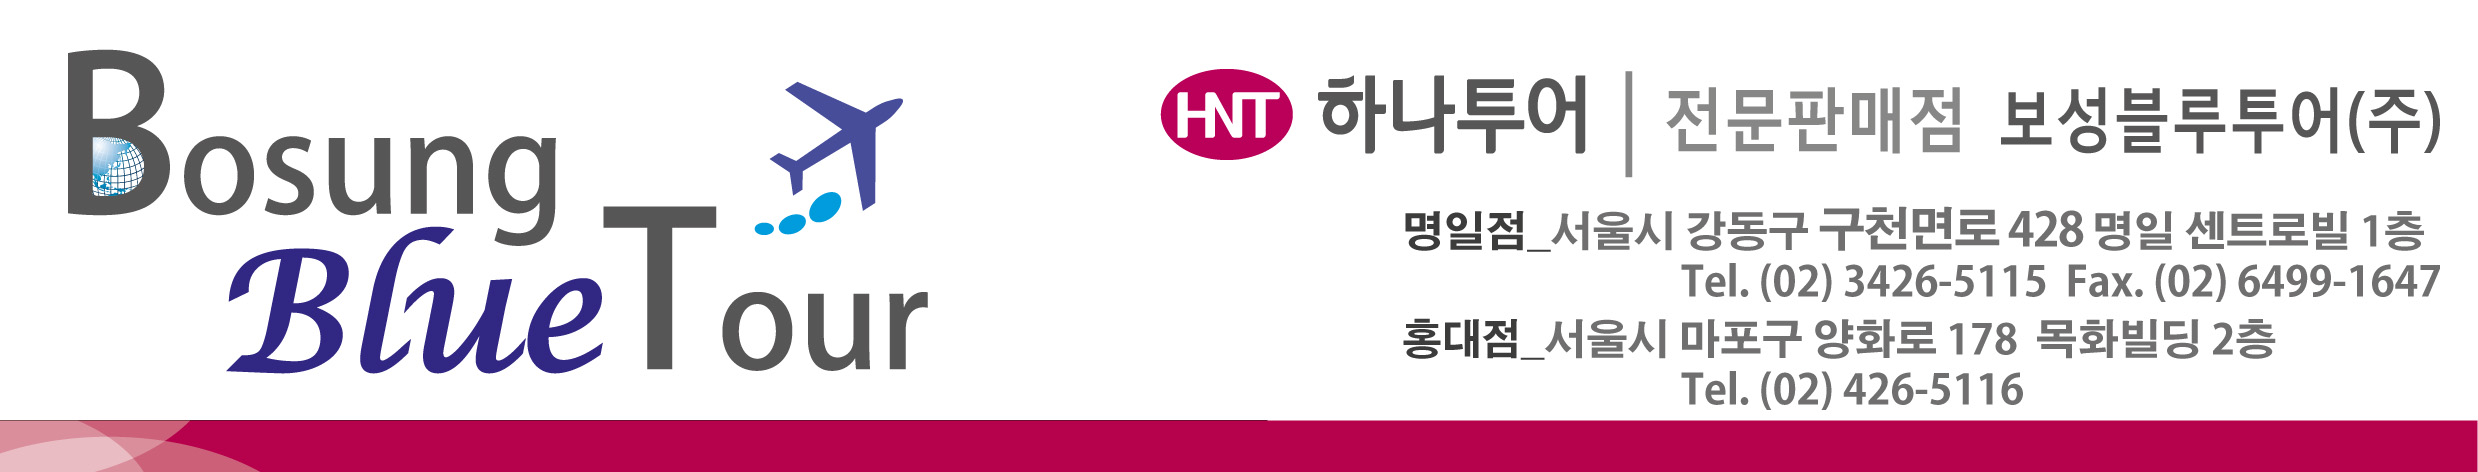 Bosung
Blue Tour
HNT 하나투어 | 전문판매점 보성블루투어(주)
명일점_서울시 강동구 구천면로 428 명일 센트로빌 1층
Tel. (02) 3426-5115 Fax. (02) 6499-1647
홍대점_서울시 마포구 양화로 178 목화빌딩 2층
Tel. (02) 426-5116